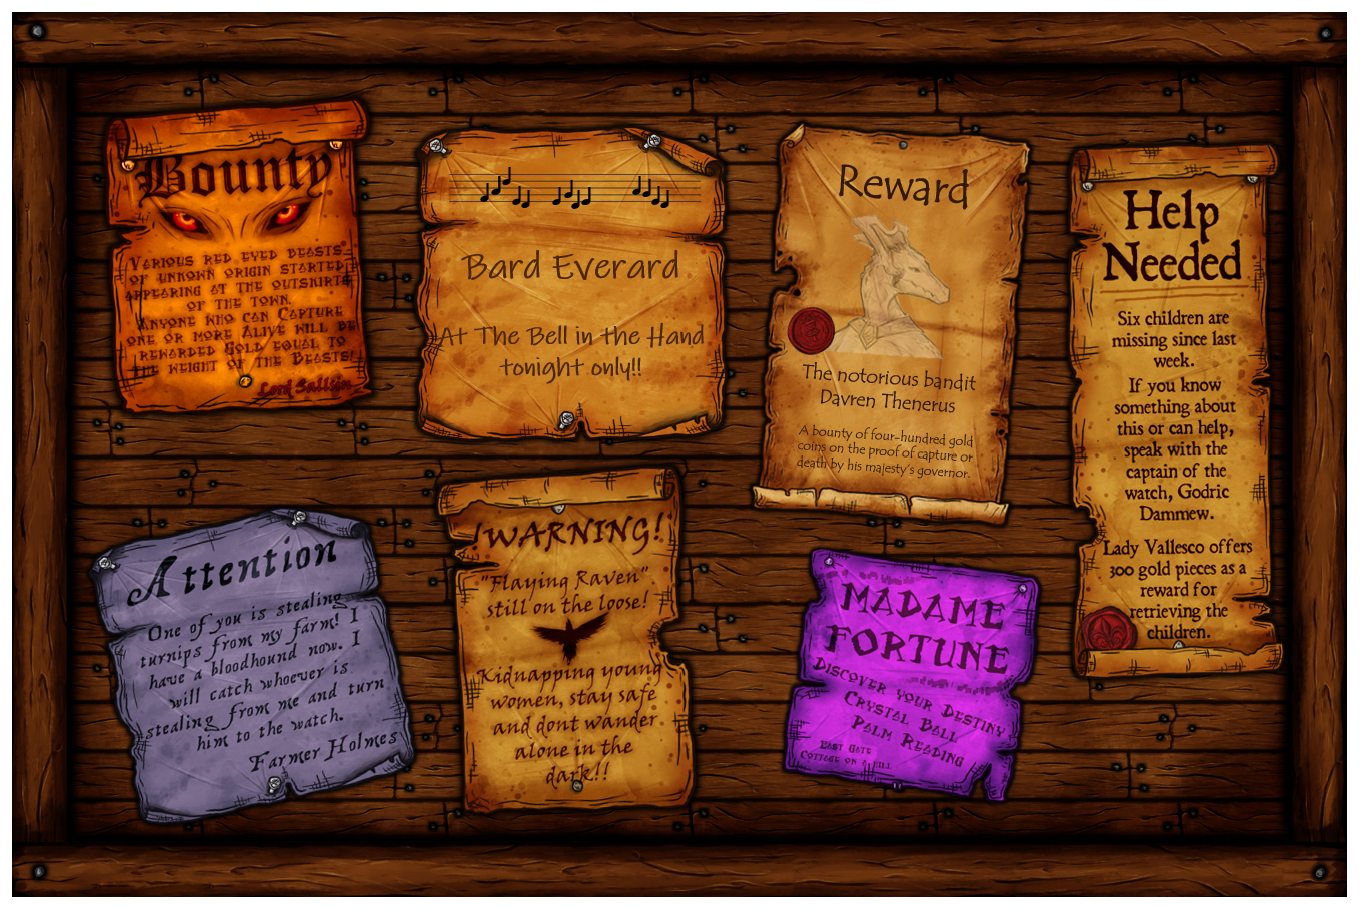 Bounty
Various red eyed beasts
of unkown origin started
appearing at the outskirts
of the town.
Anyone who can Capture
one or more Alive will be
rewarded Gold equal to
the weight of the Beasts!
Bard Everard
At The Bell in the Hand
tonight only!!
Reward
The notorious bandit
Davren Thenerus
A bounty of four-hundred gold
coins on the proof of capture or
death by his majesty's governor.
Help
Needed
Six children are
missing since last
week.
If you know
something about
this or can help,
speak with the
captain of the
watch, Godric
Dammew.
Lady Vallesco offers
300 gold pieces as a
reward for
retrieving the
children.
Attention
One of you is stealing
turnips from my farm! I
have a bloodhound now. I
will catch whoever is
stealing from me and turn
him to the watch.
Farmer Holmes
!WARNING!
"Flaying Raven"
still on the loose!
Kidnapping young
women, stay safe
and dont wander
alone in the
dark!!
MADAME
FORTUNE
Discover your Destiny
Crystal Ball
Palm Reading
East Gate
Cottage on a hill